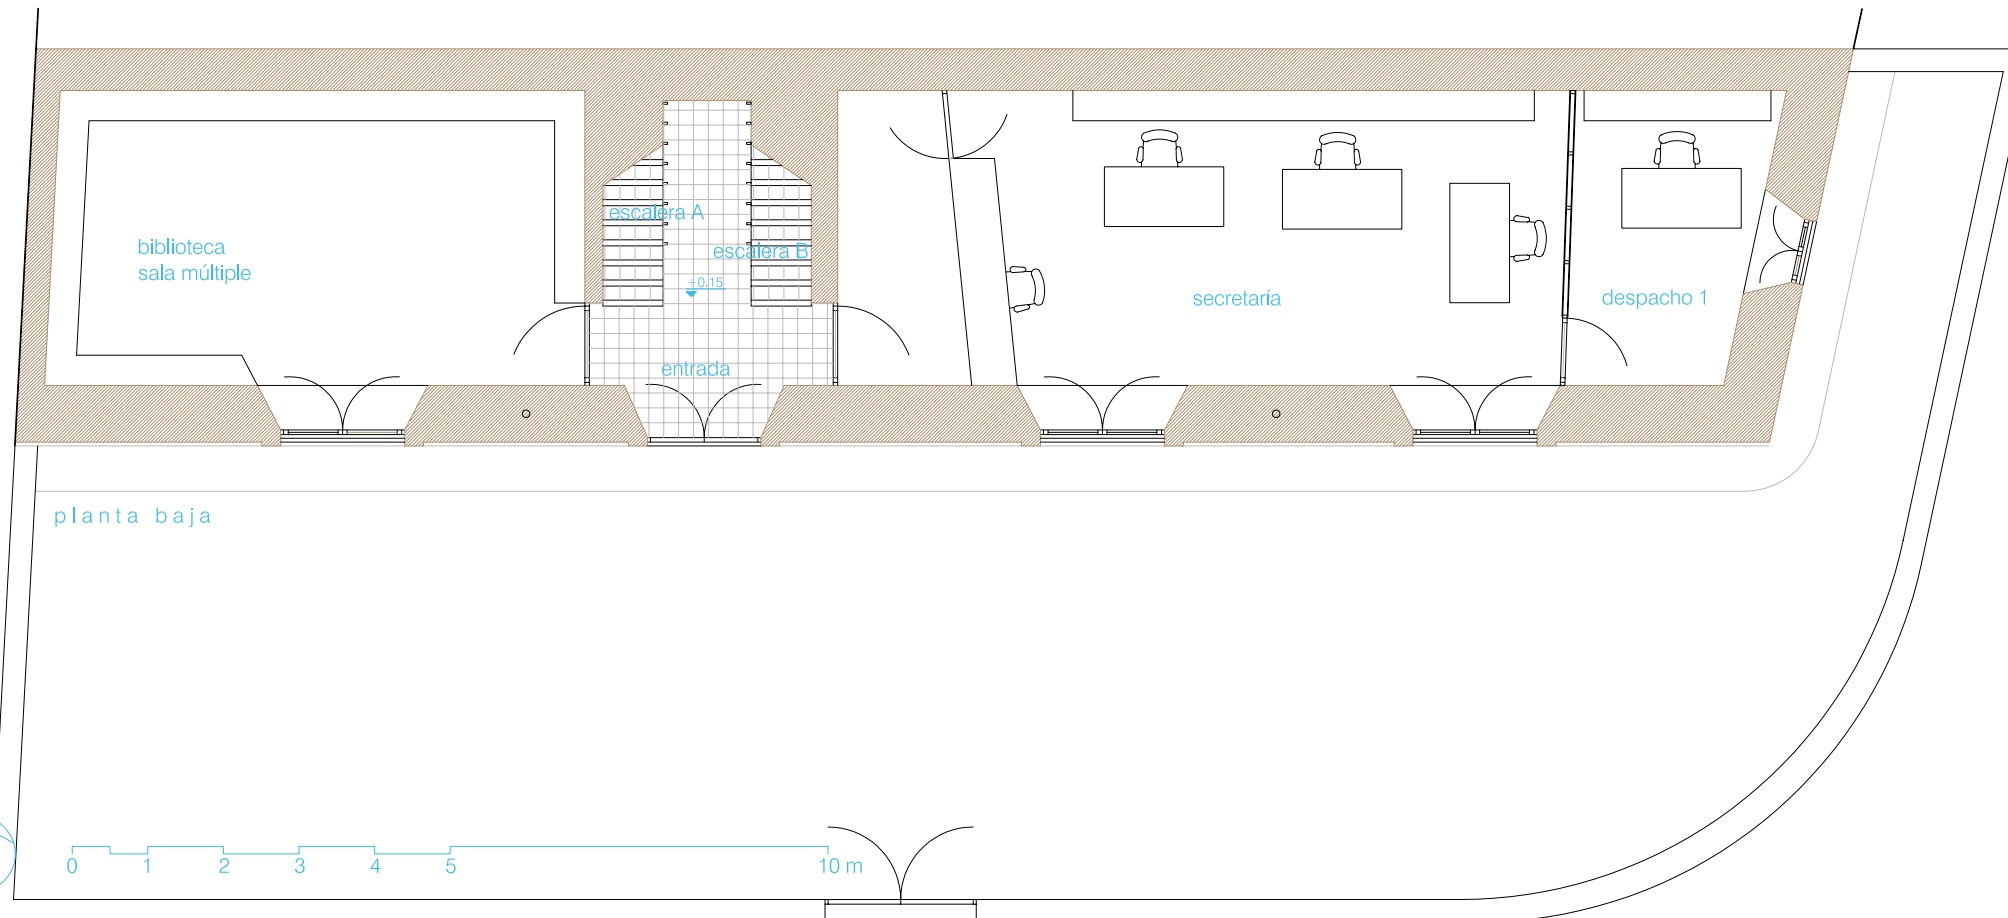 escalera A
biblioteca
sala múltiple
escalera B
+0.15
secretaría
despacho 1
entrada
planta baja
0 1 2 3 4 5 10 m